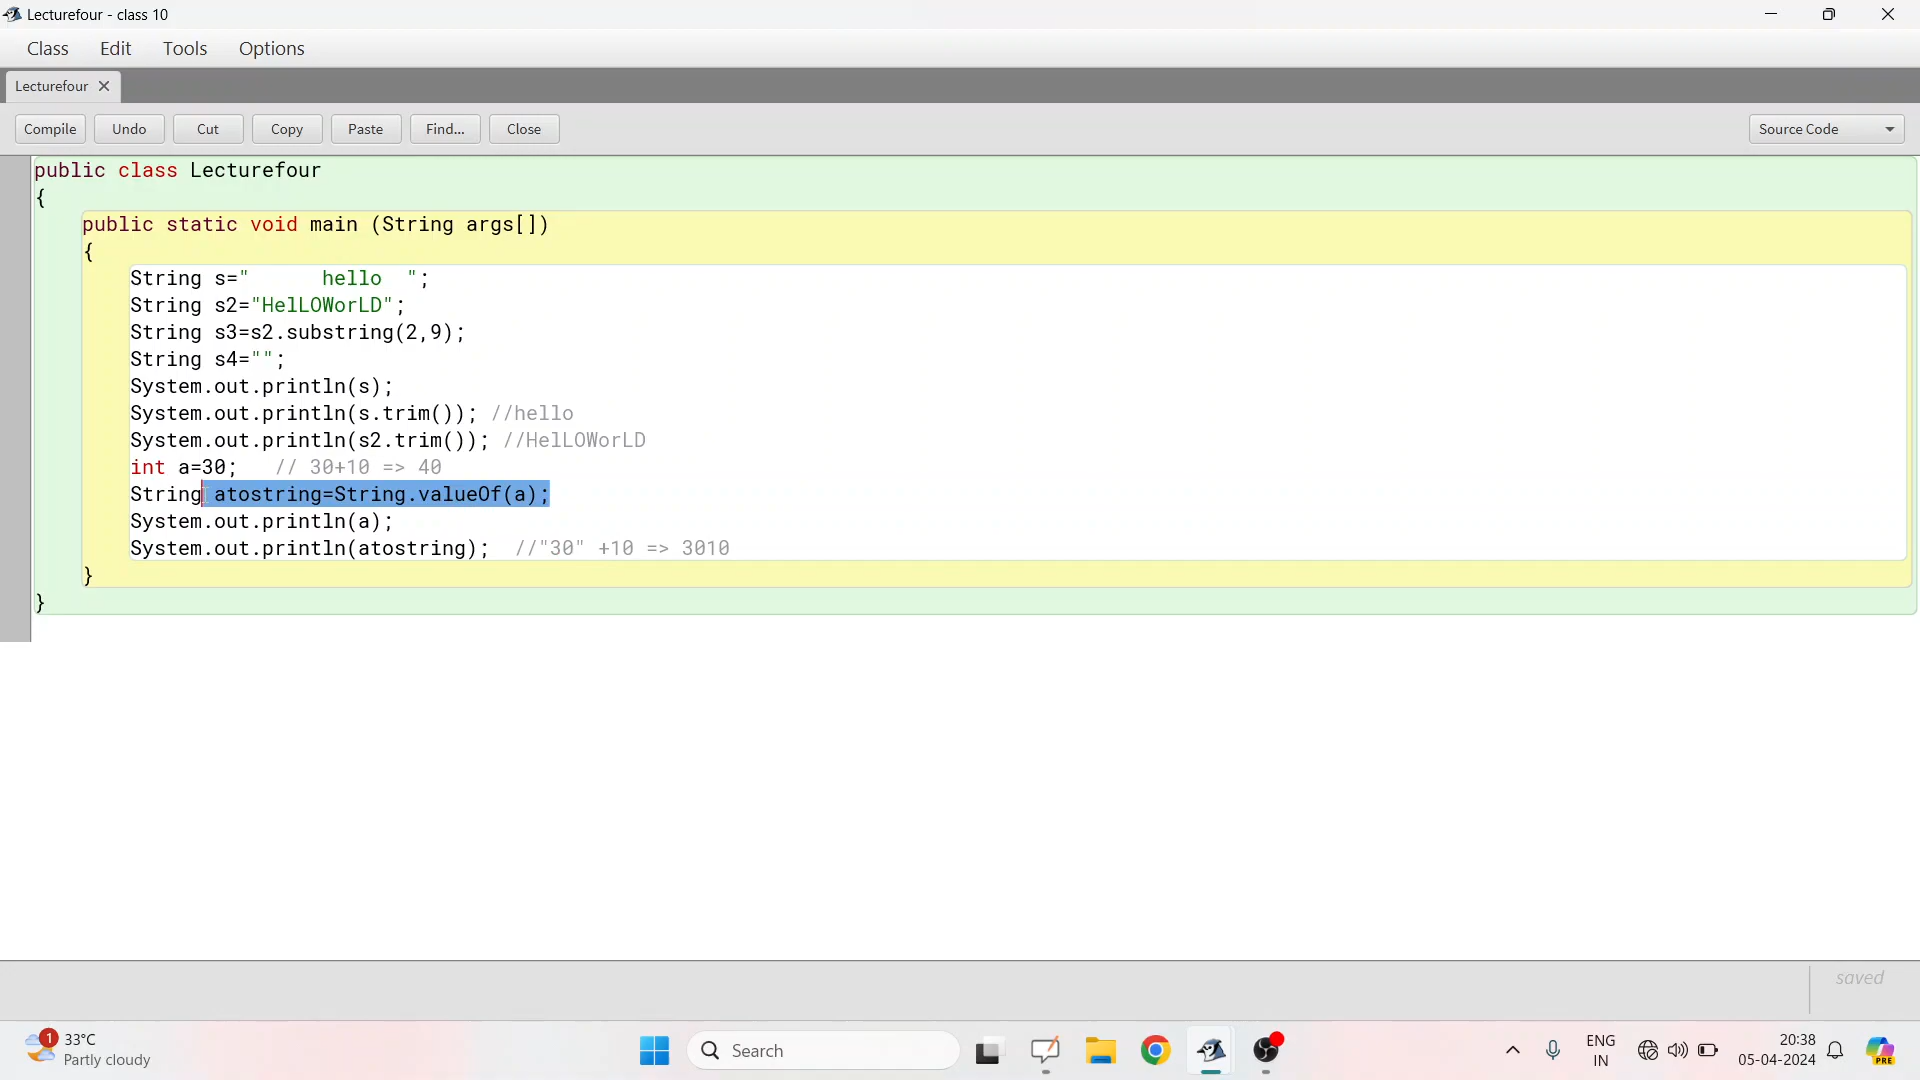 Lecturefour - class 10
Class Edit Tools Options
Lecturefour
Compile Undo Cut Copy Paste Find... Close Source Code
public class Lecturefour
{
public static void main (String args[])
{
String s="      hello  ";
String s2="HelLOWorLD";
String s3=s2.substring(2,9);
String s4="";
System.out.println(s);
System.out.println(s.trim()); //hello
System.out.println(s2.trim()); //HelLOWorLD
int a=30;   // 30+10 => 40
String atostring=String.valueOf(a);
System.out.println(a);
System.out.println(atostring);  //"30" +10 => 3010
}
}
saved
1 33°C
Partly cloudy
Search
ENG
IN
20:38
05-04-2024
PRE